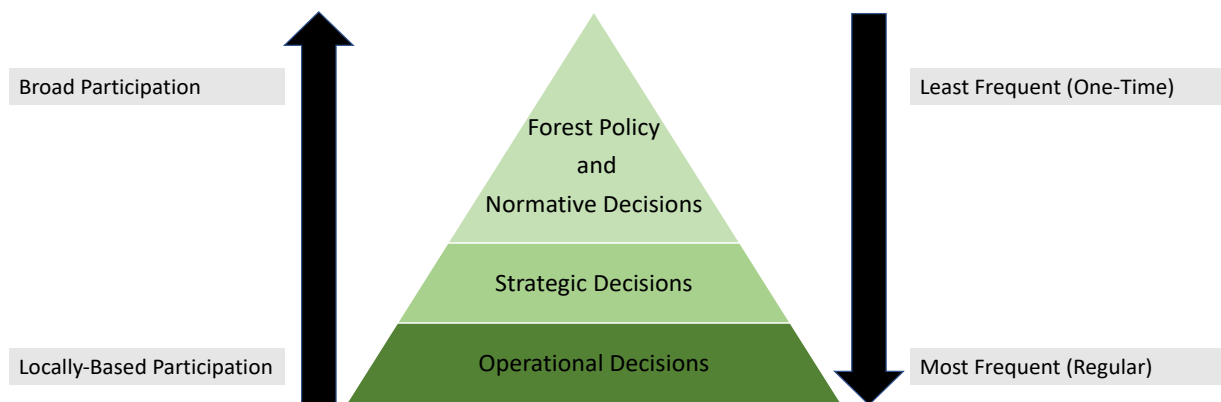 Broad Participation
Least Frequent (One-Time)
Forest Policy
and
Normative Decisions
Strategic Decisions
Locally-Based Participation
Operational Decisions
Most Frequent (Regular)